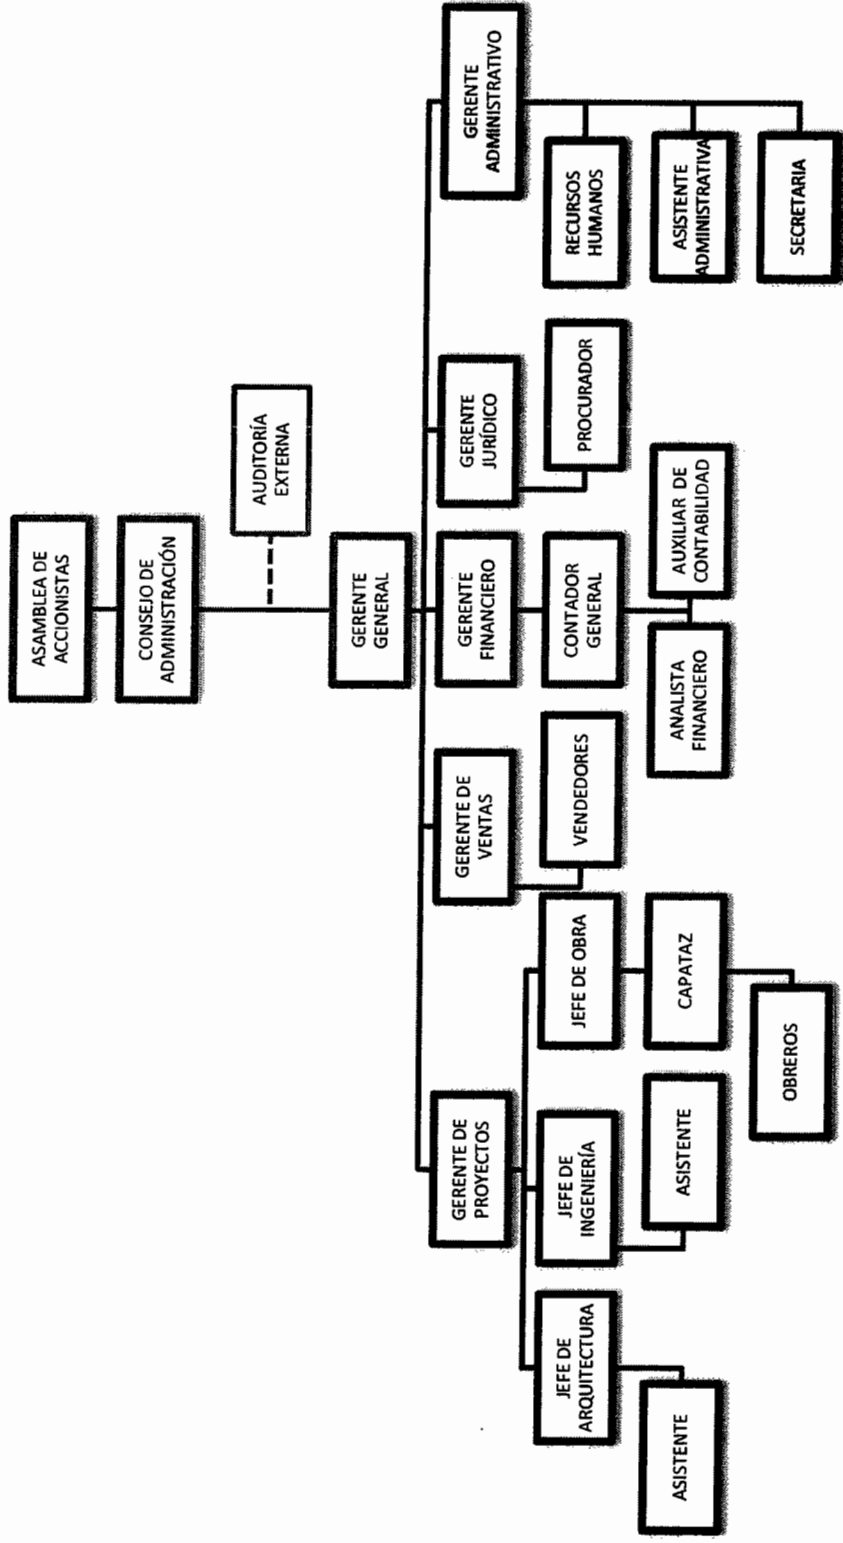 ASAMBLEA DE
ACCIONISTAS
CONSEJO DE
ADMINISTRACIÓN
AUDITORÍA
EXTERNA
GERENTE
GENERAL
GERENTE DE
PROYECTOS
GERENTE DE
VENTAS
GERENTE
FINANCIERO
GERENTE
JURÍDICO
GERENTE
ADMINISTRATIVO
JEFE DE
ARQUITECTURA
JEFE DE
INGENIERÍA
JEFE DE OBRA
VENDEDORES
CONTADOR
GENERAL
PROCURADOR
RECURSOS
HUMANOS
ASISTENTE
ASISTENTE
CAPATAZ
ANALISTA
FINANCIERO
AUXILIAR DE
CONTABILIDAD
ASISTENTE
ADMINISTRATIVA
OBREROS
SECRETARIA